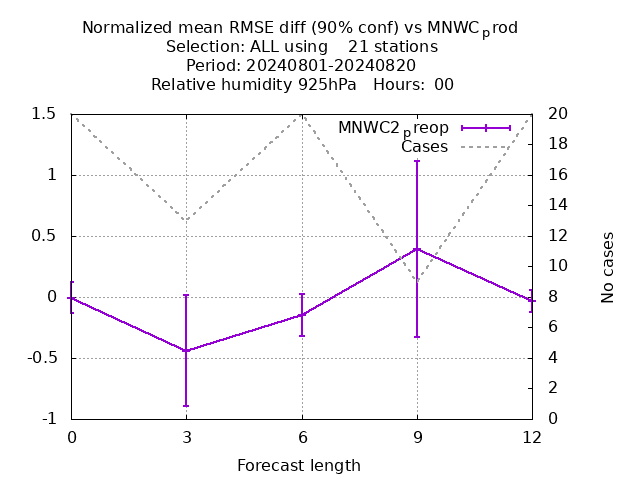 Normalized mean RMSE diff (90% conf) vs MNWC_prod
Selection: ALL using 21 stations
Period: 20240801-20240820
Relative humidity 925hPa Hours: 00
1.5
1
0.5
0
-0.5
-1
MNWC2_preop
Cases
20
18
16
14
12
10
8
6
4
2
0
No cases
0 3 6 9 12
Forecast length